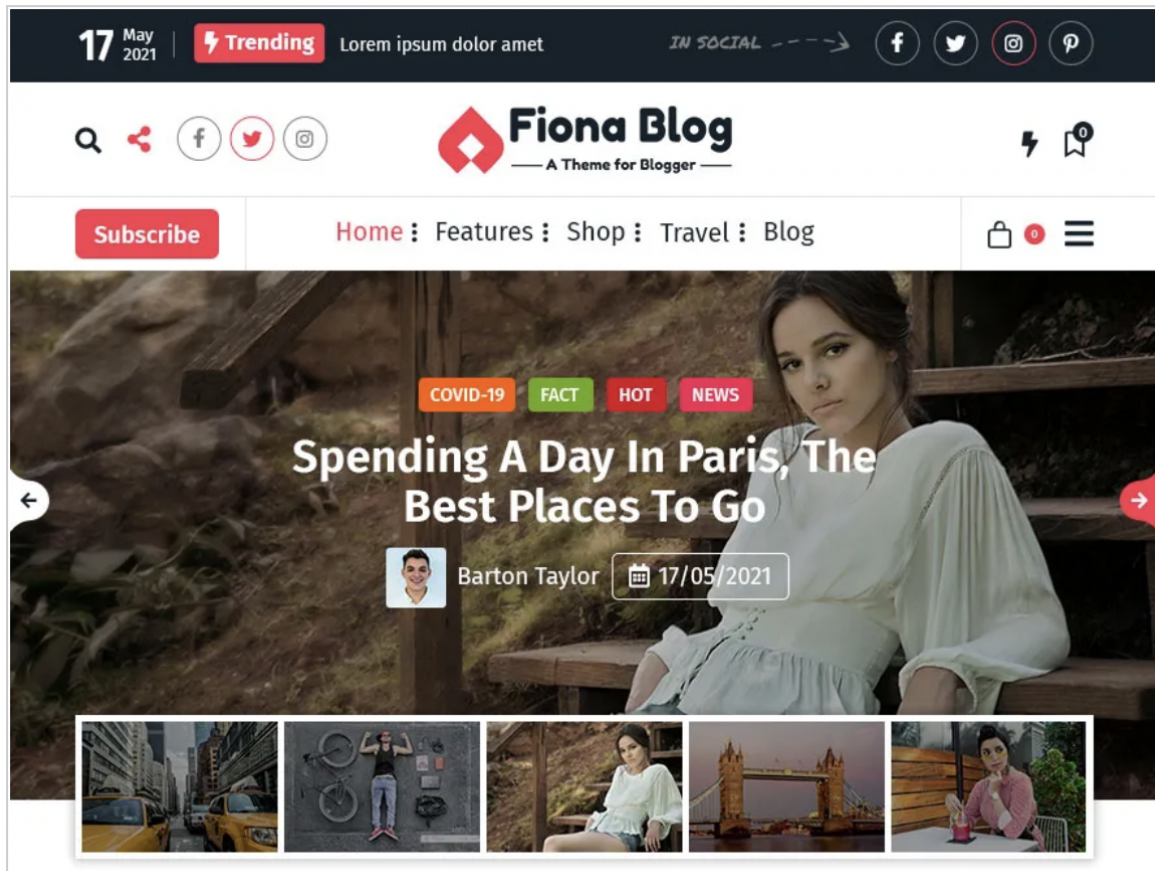 17 May 2021
Trending
Lorem ipsum dolor amet
IN SOCIAL
Fiona Blog
A Theme for Blogger
0
Subscribe
Home
Features
Shop
Travel
Blog
0
COVID-19
FACT
HOT
NEWS
Spending A Day In Paris, The
Best Places To Go
Barton Taylor
17/05/2021